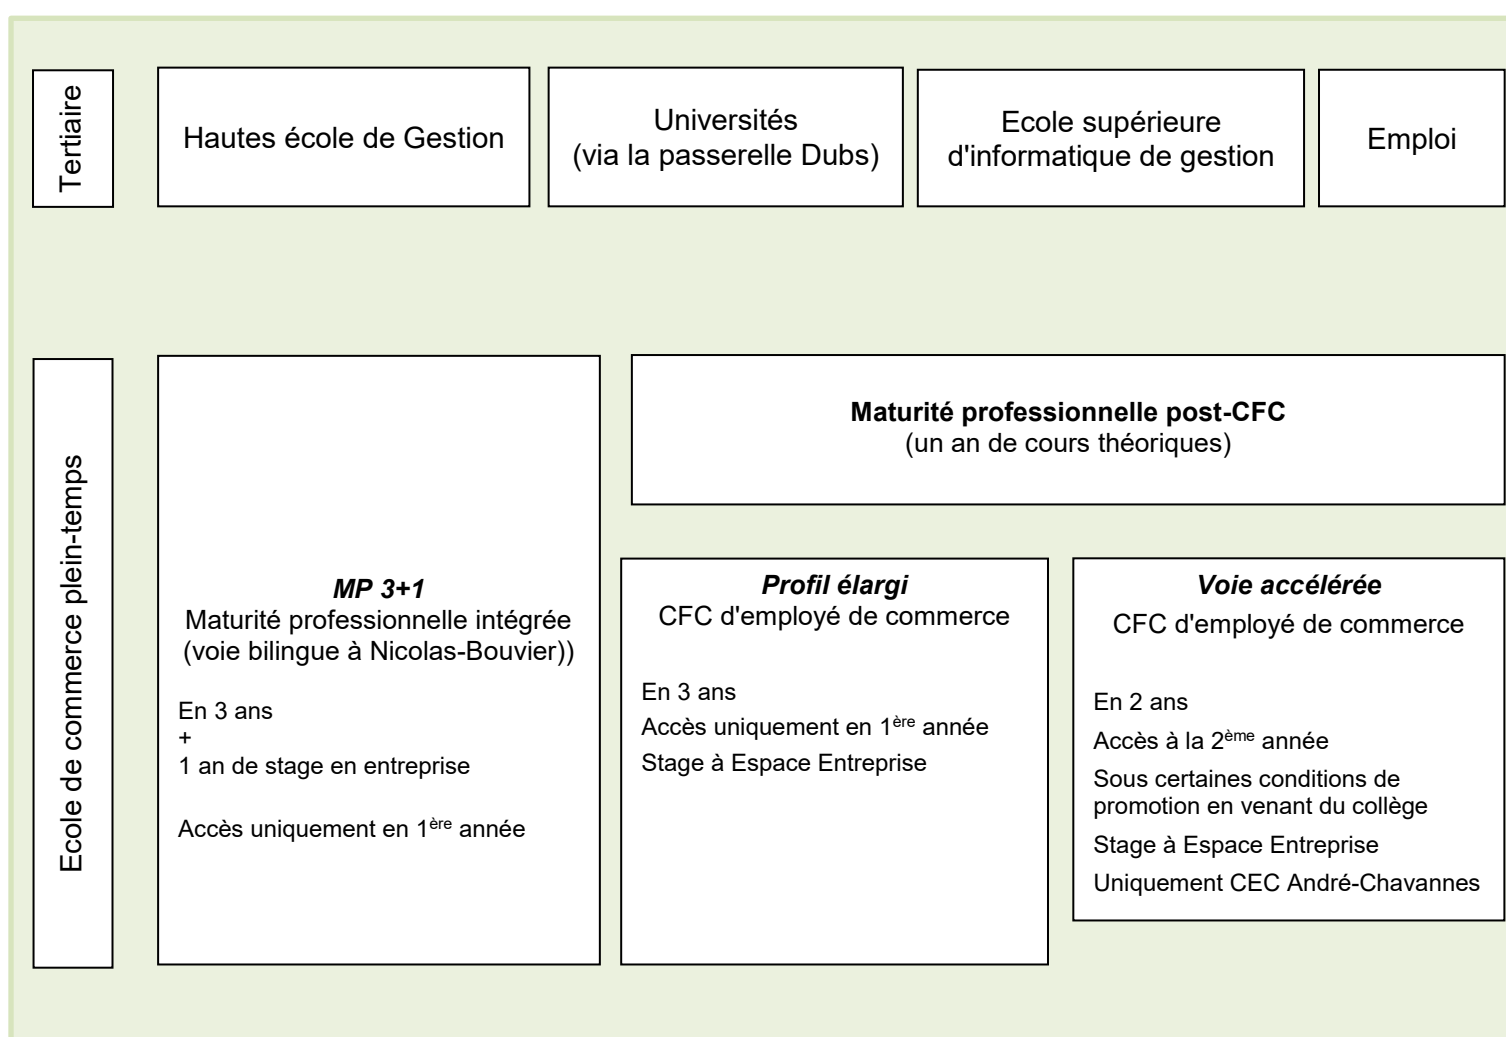 Tertiaire
Hautes école de Gestion
Universités
(via la passerelle Dubs)
Ecole supérieure
d'informatique de gestion
Emploi
Ecole de commerce plein-temps
MP 3+1
Maturité professionnelle intégrée
(voie bilingue à Nicolas-Bouvier))
En 3 ans
+
1 an de stage en entreprise
Accès uniquement en 1ère année
Maturité professionnelle post-CFC
(un an de cours théoriques)
Profil élargi
CFC d'employé de commerce
En 3 ans
Accès uniquement en 1ère année
Stage à Espace Entreprise
Voie accélérée
CFC d'employé de commerce
En 2 ans
Accès à la 2ème année
Sous certaines conditions de
promotion en venant du collège
Stage à Espace Entreprise
Uniquement CEC André-Chavannes